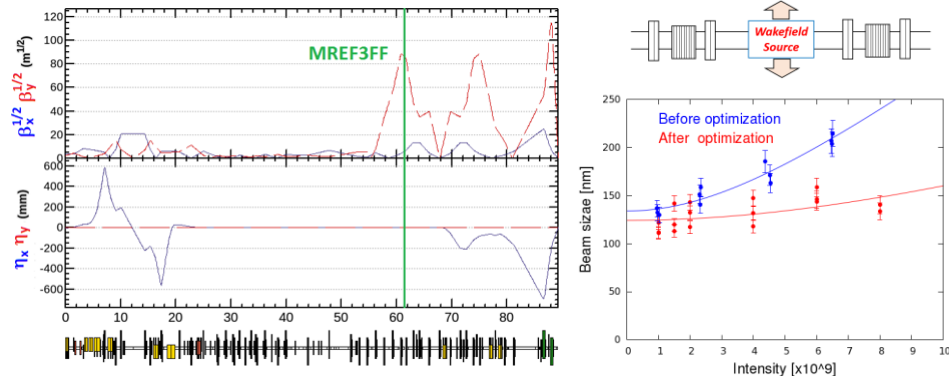 120
100
80
60
40
20
0
β_x^{1/2} β_y^{1/2} (m^{1/2})
MREF3FF
600
400
200
0
-200
-400
-600
η_x η_y (mm)
0 10 20 30 40 50 60 70 80
Wakefield
Source
250
200
150
100
50
0
Beam sizae [nm]
Before optimization
After optimization
0 1 2 3 4 5 6 7 8 9 10
Intensity [x10^9]